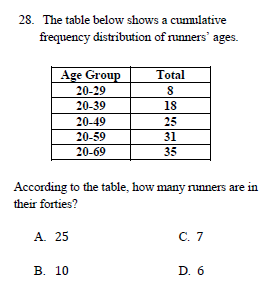 28. The table below shows a cumulative
frequency distribution of runners' ages.
Age Group Total
20-29 8
20-39 18
20-49 25
20-59 31
20-69 35
According to the table, how many runners are in
their forties?
A. 25 C. 7
B. 10 D. 6